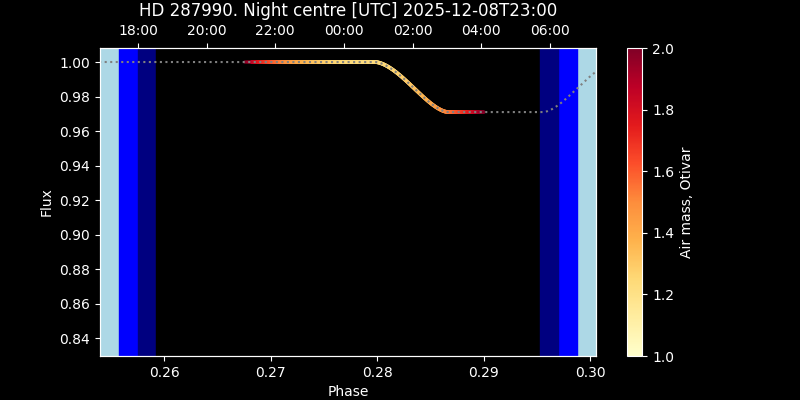 HD 287990. Night centre [UTC] 2025-12-08T23:00
18:00 20:00 22:00 00:00 02:00 04:00 06:00
1.00
0.98
0.96
0.94
0.92
0.90
0.88
0.86
0.84
Flux
0.26 0.27 0.28 0.29 0.30
Phase
2.0
1.8
1.6
1.4
1.2
1.0
Air mass, Otivar